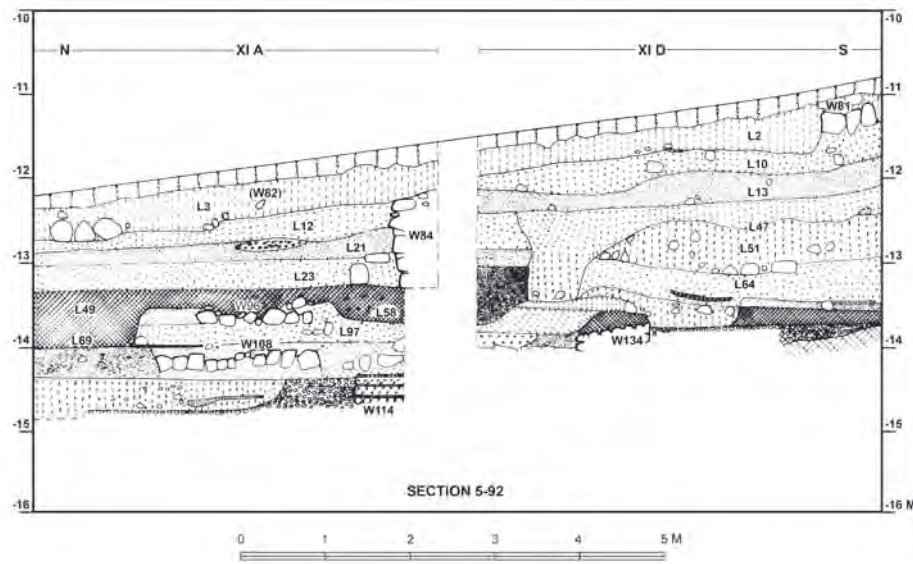 -10 -10
N XI A XI D S
-11 -11
W81
L2
-12 -12
L10
(W82)
L3
L13
L12
L47
W84
L21
L51
-13 -13
L23
L64
L49
L58
L97
L69
W108
-14 -14
W134
W114
-15 -15
SECTION 5-92
-16 -16 M
0 1 2 3 4 5 M